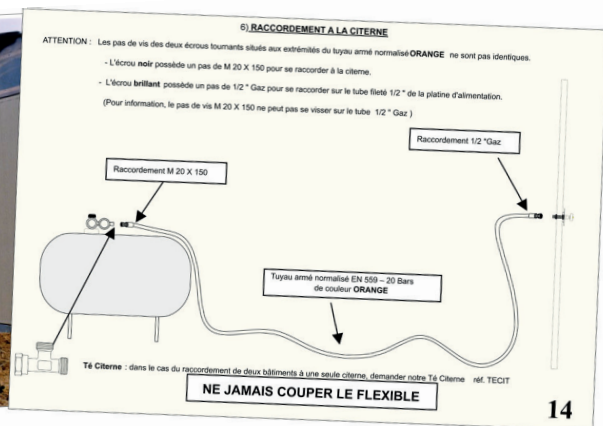 6) RACCORDEMENT A LA CITERNE
ATTENTION : Les pas de vis des deux écrous tournants situés aux extrémités du tuyau armé normalisé ORANGE ne sont pas identiques.
- L'écrou noir possède un pas de M 20 X 150 pour se raccorder à la citerne.
- L'écrou brillant possède un pas de 1/2 " Gaz pour se raccorder sur le tube fileté 1/2 " de la platine d'alimentation.
(Pour information, le pas de vis M 20 X 150 ne peut pas se visser sur le tube 1/2 " Gaz )
Raccordement 1/2 "Gaz
Raccordement M 20 X 150
Tuyau armé normalisé EN 559 – 20 Bars
de couleur ORANGE
Té Citerne : dans le cas du raccordement de deux bâtiments à une seule citerne, demander notre Té Citerne réf. TECIT
NE JAMAIS COUPER LE FLEXIBLE
14